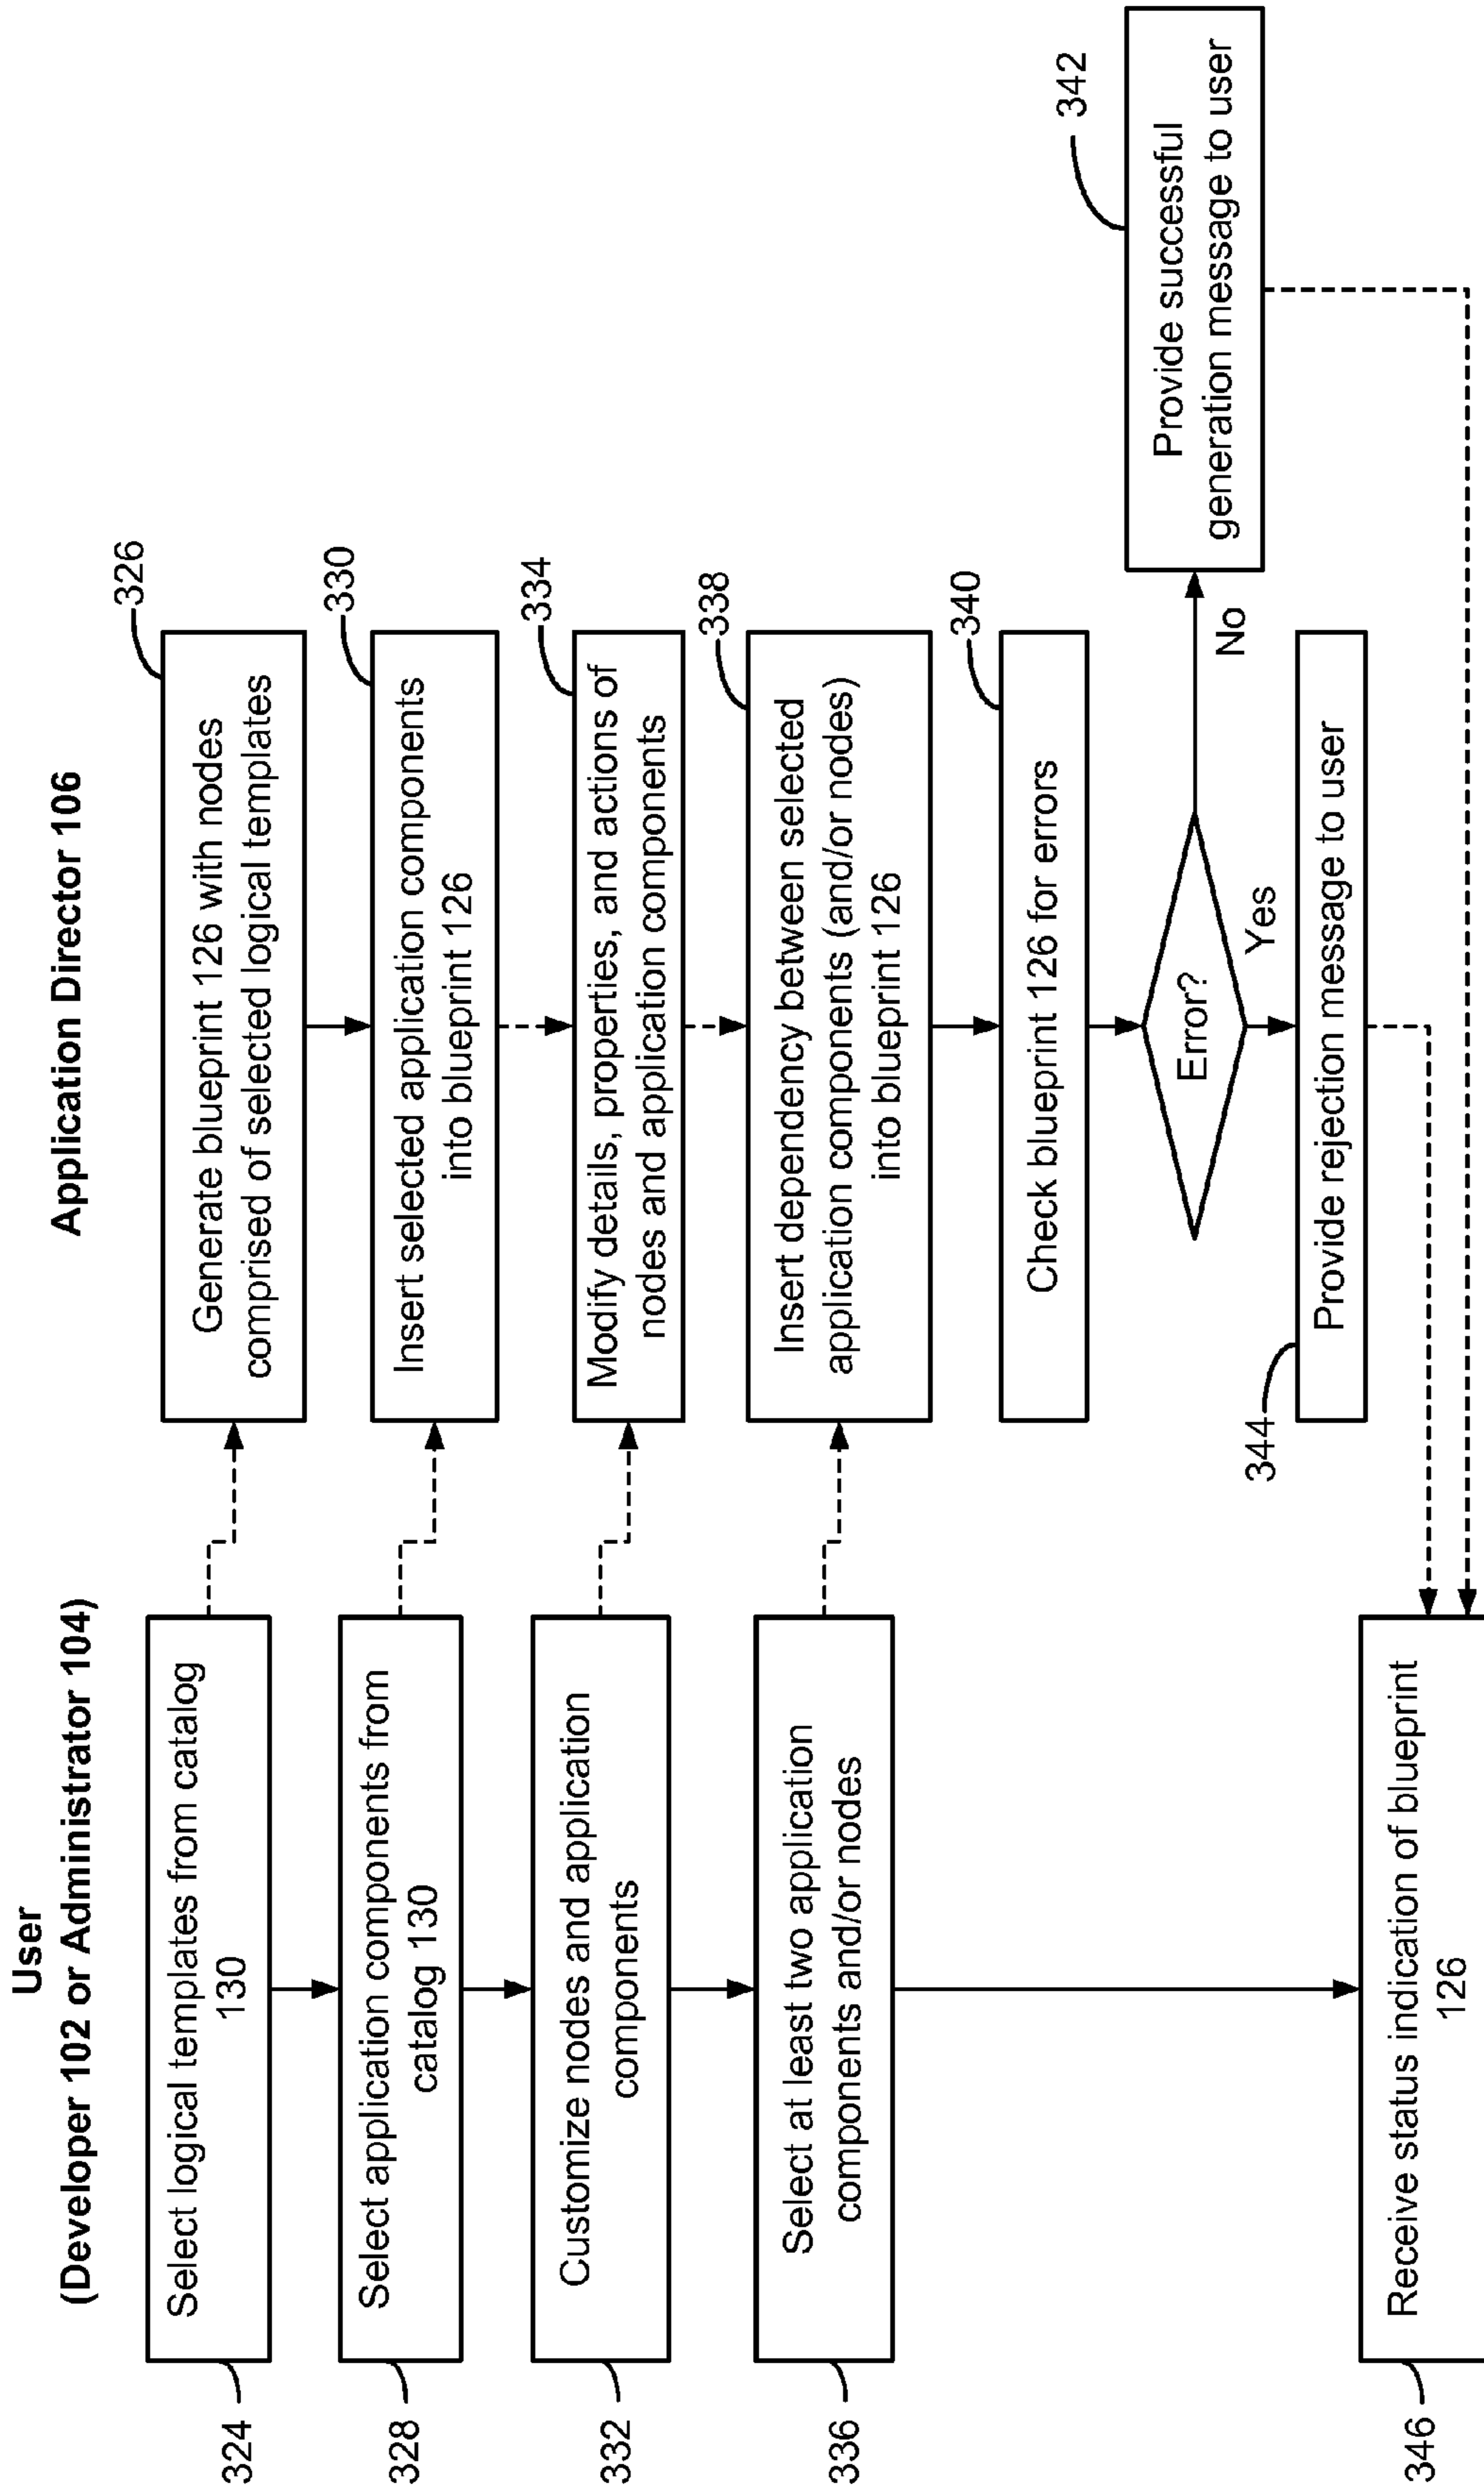 User
(Developer 102 or Administrator 104)
Application Director 106
324
Select logical templates from catalog
130
326
Generate blueprint 126 with nodes
comprised of selected logical templates
328
Select application components from
catalog 130
330
Insert selected application components
into blueprint 126
332
Customize nodes and application
components
334
Modify details, properties, and actions of
nodes and application components
336
Select at least two application
components and/or nodes
338
Insert dependency between selected
application components (and/or nodes)
into blueprint 126
340
Check blueprint 126 for errors
Error?
No
342
Provide successful
generation message to user
Yes
344
Provide rejection message to user
346
Receive status indication of blueprint
126